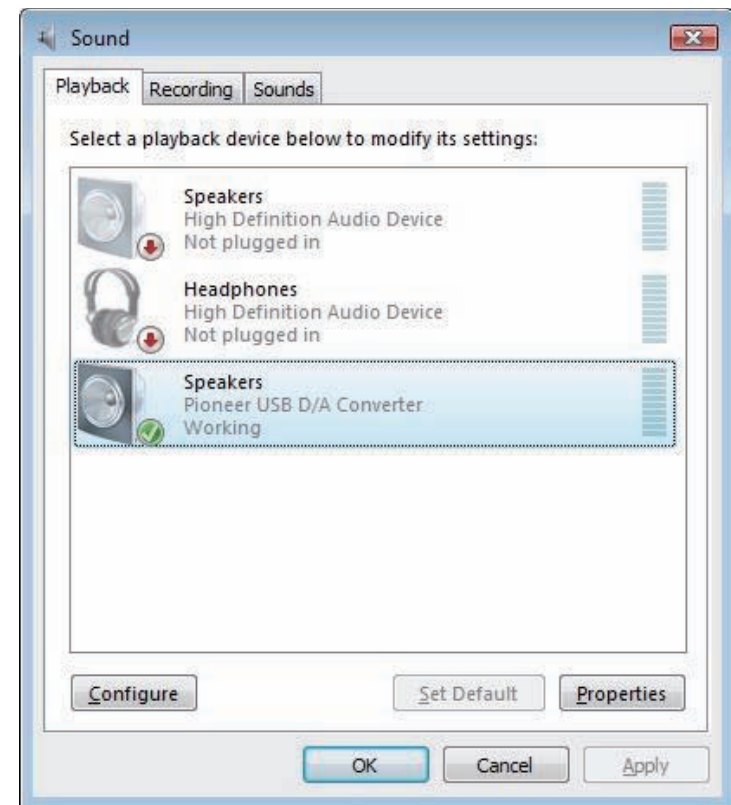 Sound
Playback Recording Sounds
Select a playback device below to modify its settings:
Speakers
High Definition Audio Device
Not plugged in
Headphones
High Definition Audio Device
Not plugged in
Speakers
Pioneer USB D/A Converter
Working
Configure Set Default Properties
OK Cancel Apply